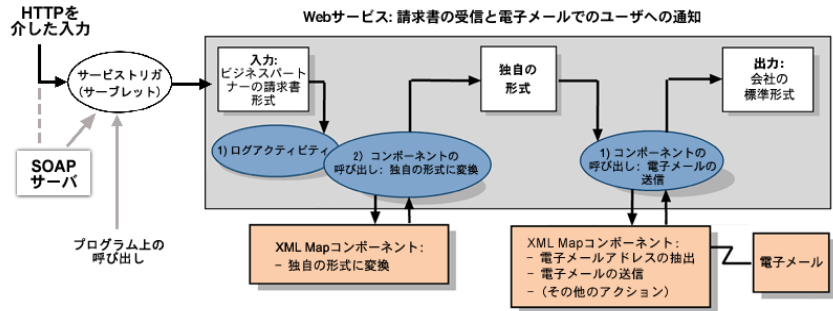 Webサービス: 請求書の受信と電子メールでのユーザへの通知
HTTPを
介した入力
サービストリガ
(サーブレット)
SOAP
サーバ
プログラム上の
呼び出し
入力:
ビジネスパート
ナーの請求書
形式
1) ログアクティビティ
2) コンポーネントの
呼び出し: 独自の形式に変換
独自の
形式
1) コンポーネントの
呼び出し: 電子メールの
送信
出力:
会社の
標準形式
XML Mapコンポーネント:
- 独自の形式に変換
XML Mapコンポーネント:
- 電子メールアドレスの抽出
- 電子メールの送信
- (その他のアクション)
電子メール